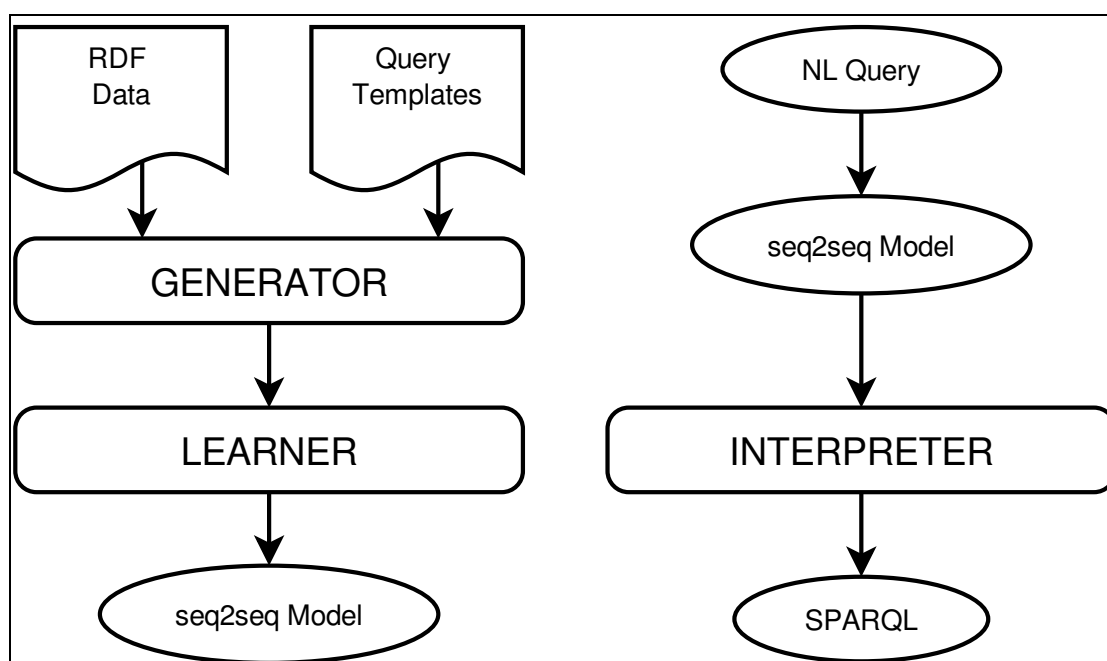 RDF
Data
Query
Templates
GENERATOR
LEARNER
seq2seq Model
NL Query
seq2seq Model
INTERPRETER
SPARQL